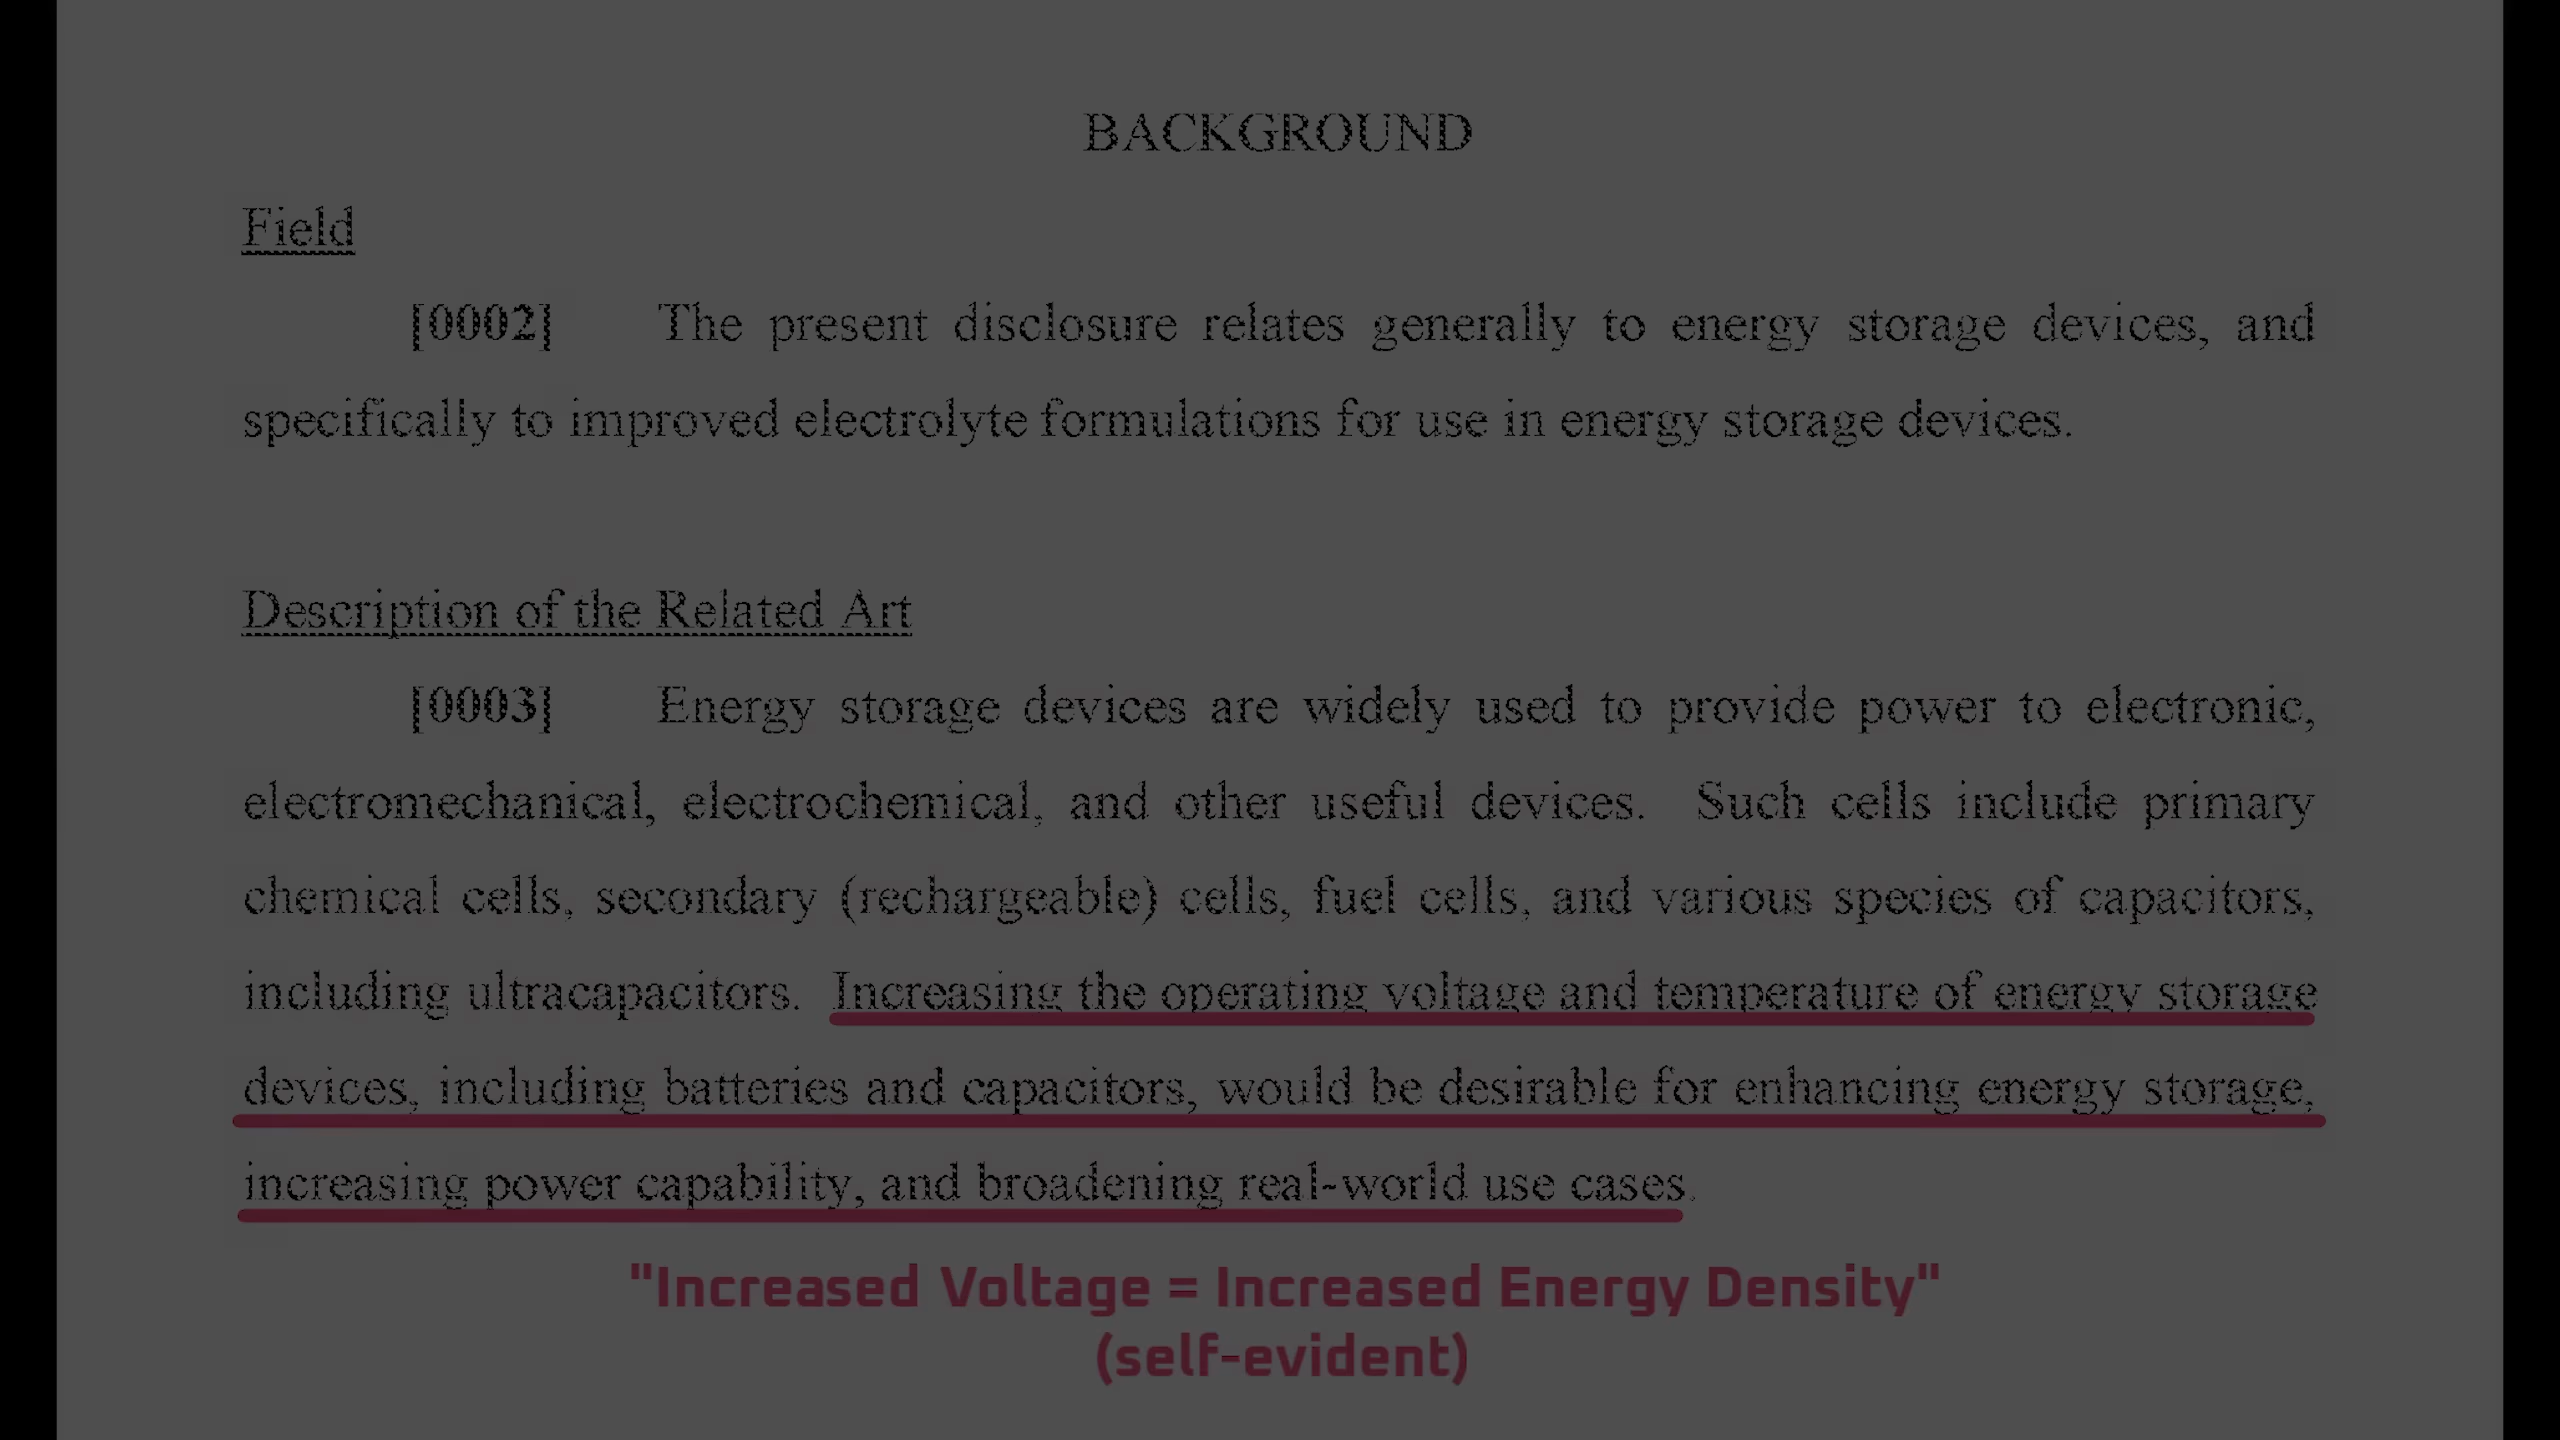 BACKGROUND
Field
[0002] The present disclosure relates generally to energy storage devices, and
specifically to improved electrolyte formulations for use in energy storage devices.
Description of the Related Art
[0003] Energy storage devices are widely used to provide power to electronic,
electromechanical, electrochemical, and other useful devices. Such cells include primary
chemical cells, secondary (rechargeable) cells, fuel cells, and various species of capacitors,
including ultracapacitors. Increasing the operating voltage and temperature of energy storage
devices, including batteries and capacitors, would be desirable for enhancing energy storage,
increasing power capability, and broadening real-world use cases.
"Increased Voltage = Increased Energy Density"
(self-evident)